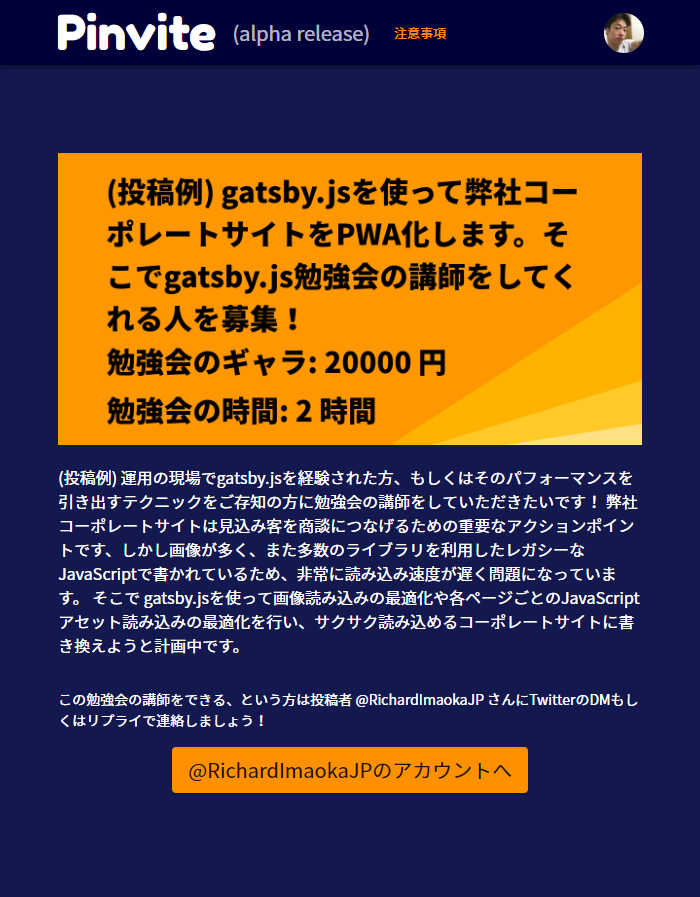 Pinvite (alpha release) 注意事項
(投稿例) gatsby.jsを使って弊社コー
ポレートサイトをPWA化します。そ
こでgatsby.js勉強会の講師をしてく
れる人を募集！
勉強会のギャラ: 20000 円
勉強会の時間: 2 時間
(投稿例) 運用の現場でgatsby.jsを経験された方、もしくはそのパフォーマンスを
引き出すテクニックをご存知の方に勉強会の講師をしていただきたいです！ 弊社
コーポレートサイトは見込み客を商談につなげるための重要なアクションポイン
トです、しかし画像が多く、また多数のライブラリを利用したレガシーな
JavaScriptで書かれているため、非常に読み込み速度が遅く問題になっていま
す。 そこで gatsby.jsを使って画像読み込みの最適化や各ページごとのJavaScript
アセット読み込みの最適化を行い、サクサク読み込めるコーポレートサイトに書
き換えようと計画中です。
この勉強会の講師をできる、という方は投稿者 @RichardImaokaJP さんにTwitterのDMもし
くはリプライで連絡しましょう！
@RichardImaokaJPのアカウントへ